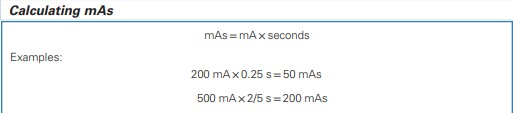 Calculating mAs
mAs = mA x seconds
Examples:
200 mA x 0.25 s = 50 mAs
500 mA x 2/5 s = 200 mAs